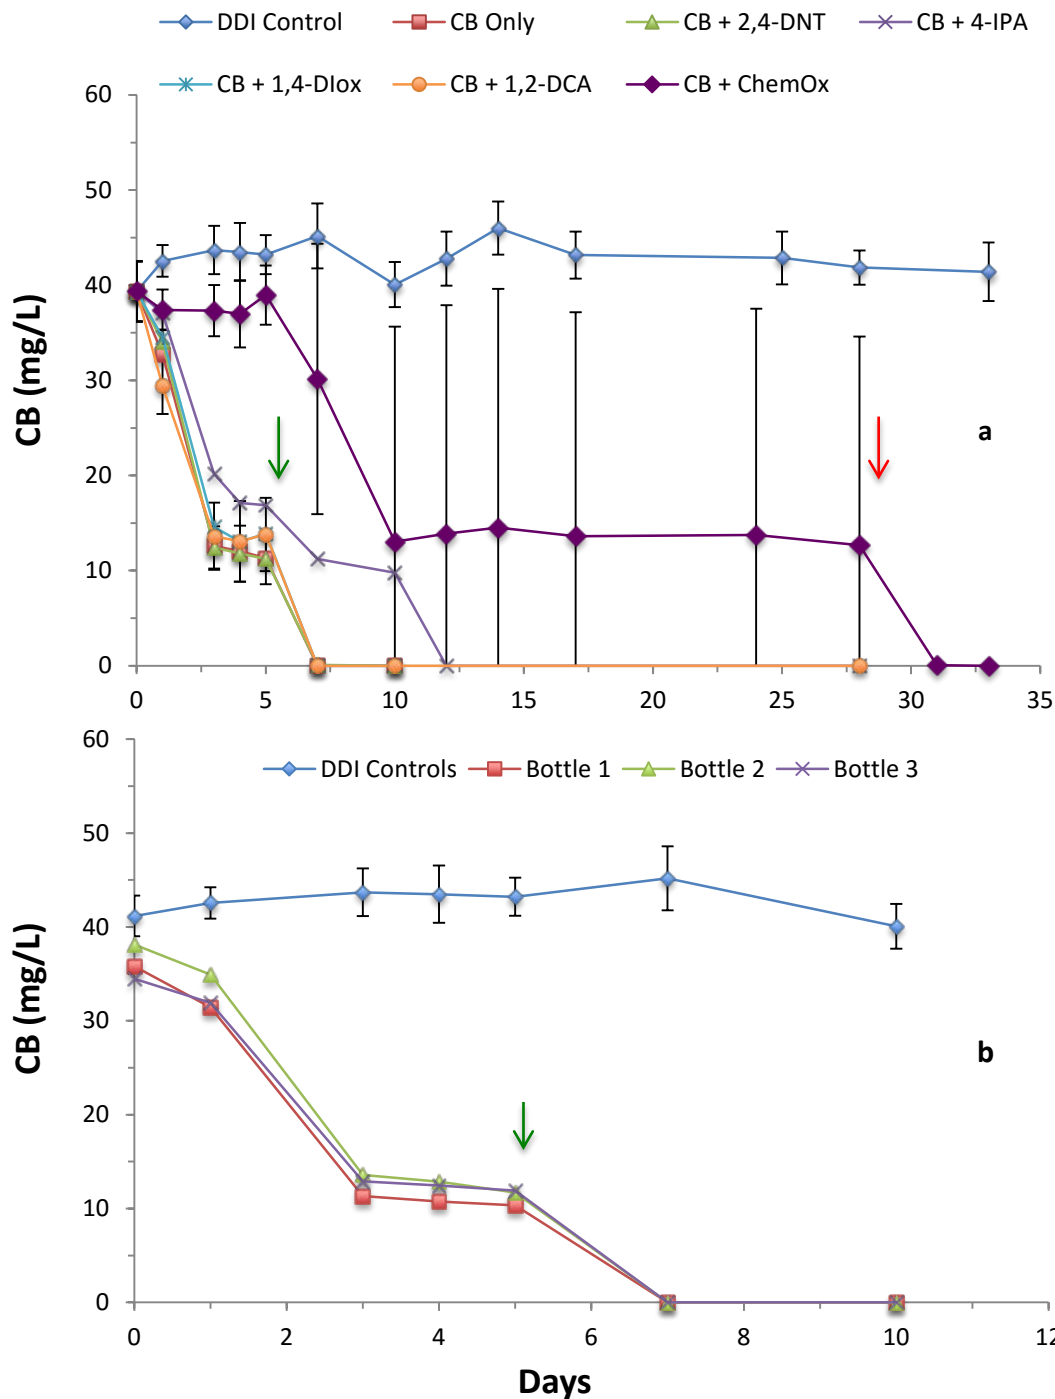 DDI Control CB Only CB + 2,4-DNT CB + 4-IPA
CB + 1,4-DIox CB + 1,2-DCA CB + ChemOx
60
50
40
30
20
10
0
CB (mg/L)
a
0 5 10 15 20 25 30 35
60
50
40
30
20
10
0
CB (mg/L)
DDI Controls Bottle 1 Bottle 2 Bottle 3
b
0 2 4 6 8 10 12
Days